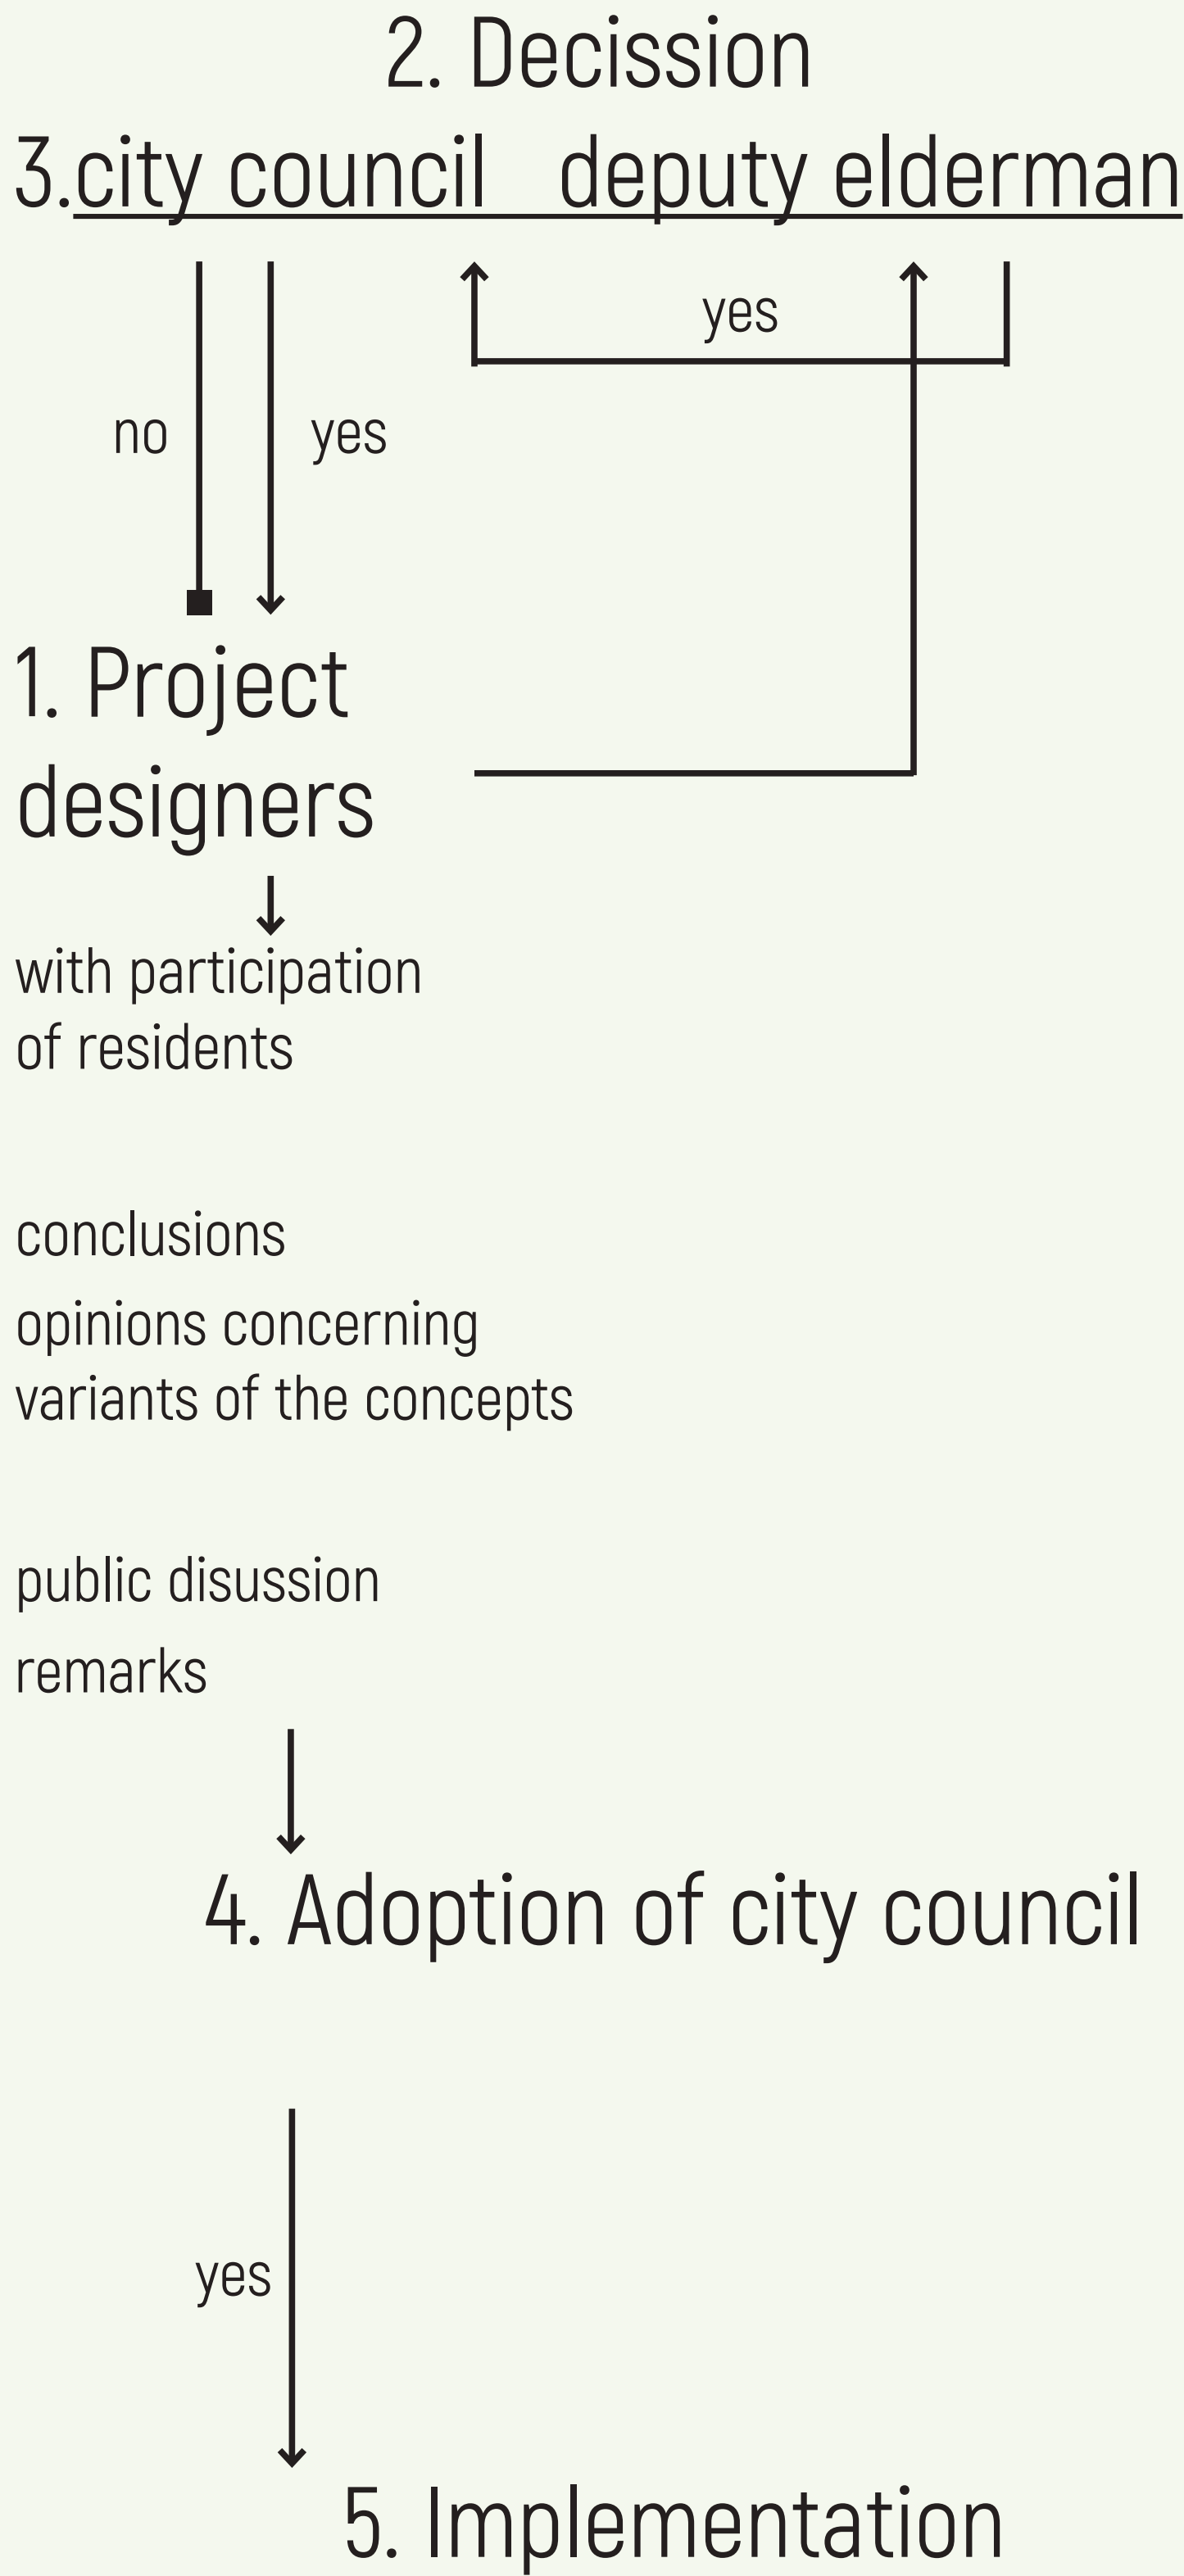 2. Decission
3.city council deputy elderman
yes
no yes
1. Project
designers
with participation
of residents
conclusions
opinions concerning
variants of the concepts
public disussion
remarks
4. Adoption of city council
yes
5. Implementation